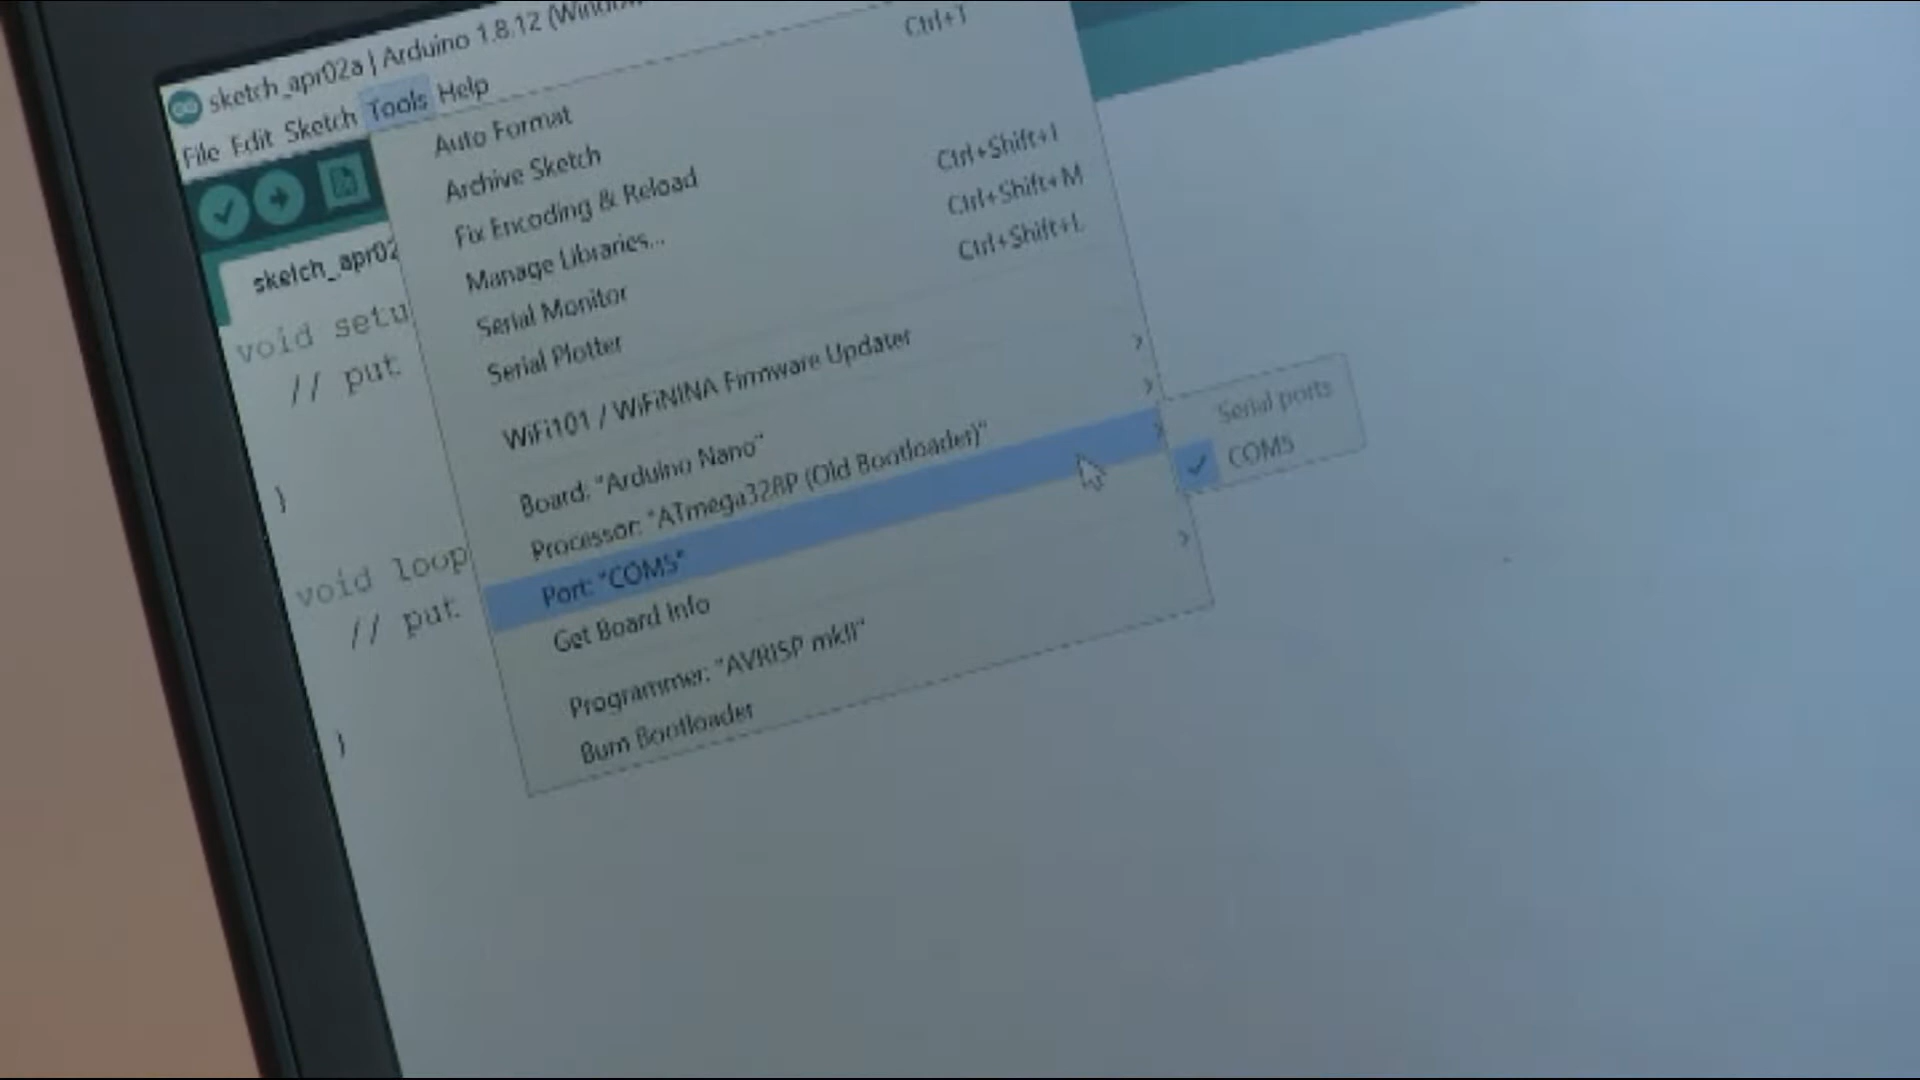 sketch_apr02a | Arduino 1.8.12 (Windo
File Edit Sketch Tools Help
Auto Format Ctrl+T
Archive Sketch
Fix Encoding & Reload
Manage Libraries... Ctrl+Shift+I
Serial Monitor Ctrl+Shift+M
Serial Plotter Ctrl+Shift+L
WiFi101 / WiFiNINA Firmware Updater
Board: "Arduino Nano"
Processor: "ATmega328P (Old Bootloader)"
Port: "COM5"
Get Board Info
Programmer: "AVRISP mkII"
Burn Bootloader
Serial ports
COM5
sketch_apr02
void setu
// put
}
void loop
// put
}